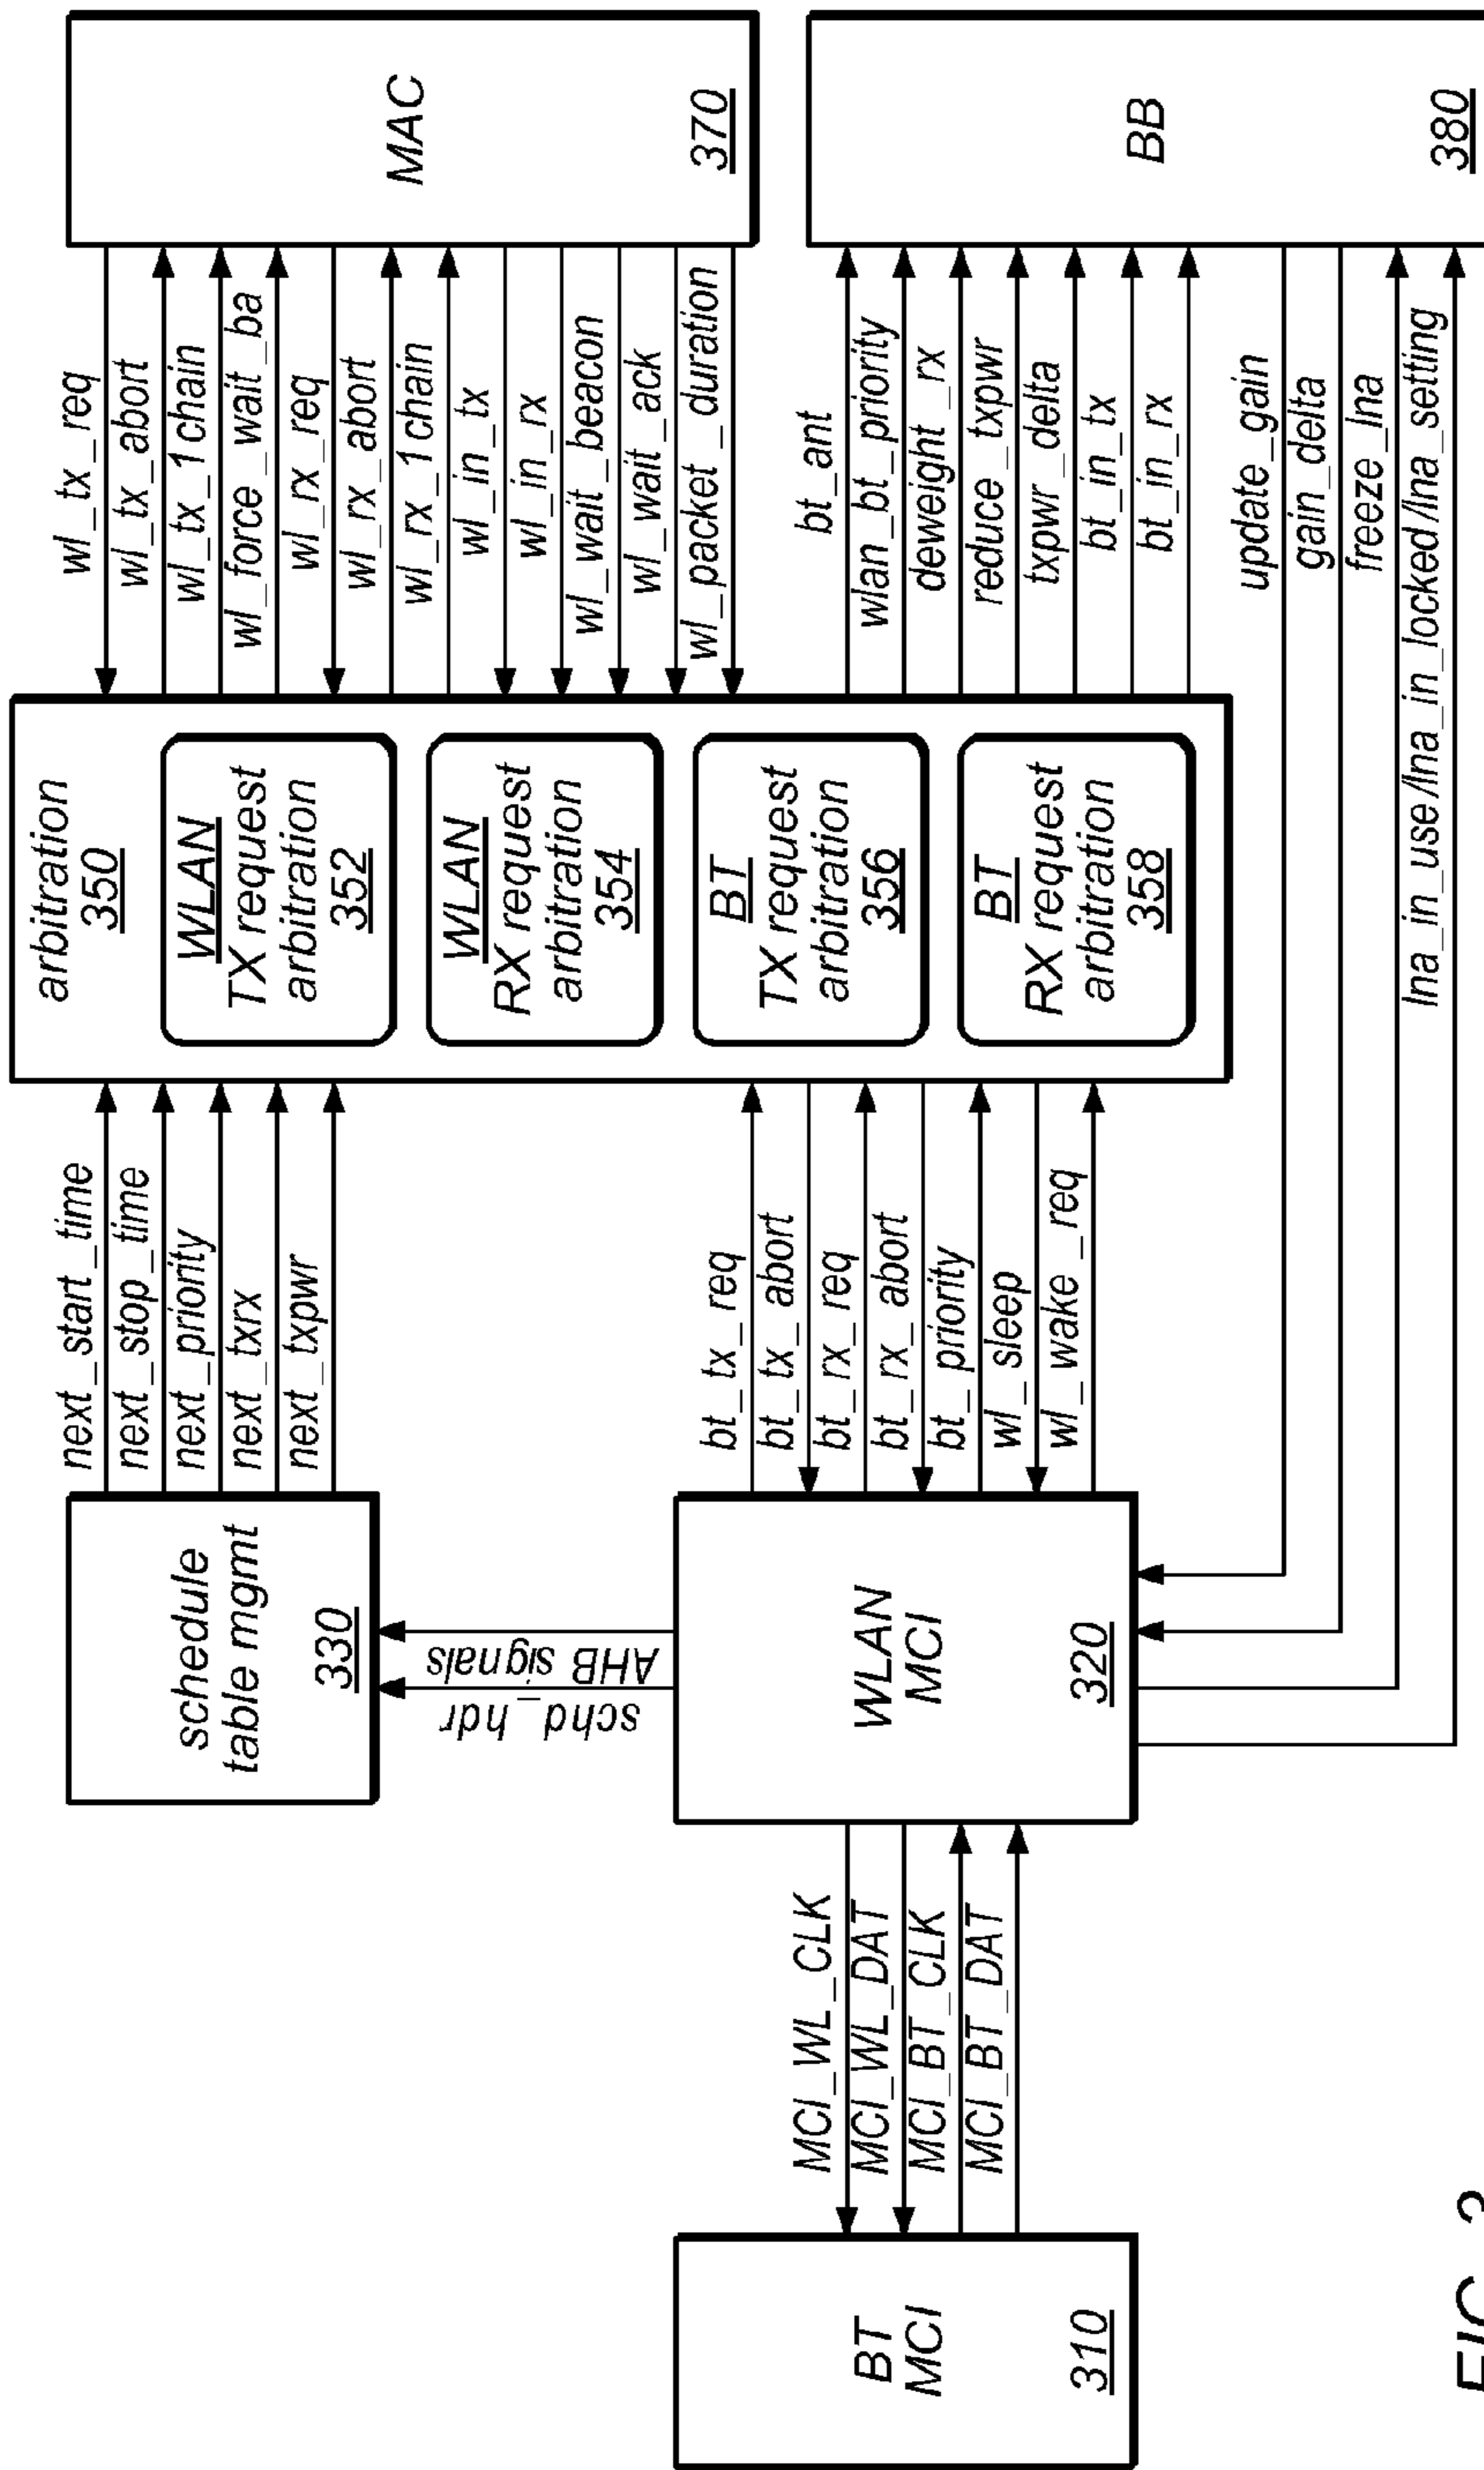 BT
MCI
310
MCI_WL_CLK
MCI_WL_DAT
MCI_BT_CLK
MCI_BT_DAT
schedule
table mgmt
330
schd_hdr
AHB signals
WLAN
MCI
320
next_start_time
next_stop_time
next_priority
next_txrx
next_txpwr
bt_tx_req
bt_tx_abort
bt_rx_req
bt_rx_abort
bt_priority
wl_sleep
wl_wake_req
arbitration
350
WLAN
TX request
arbitration
352
WLAN
RX request
arbitration
354
BT
TX request
arbitration
356
BT
RX request
arbitration
358
wl_tx_req
wl_tx_abort
wl_tx_1chain
wl_force_wait_ba
wl_rx_req
wl_rx_abort
wl_rx_1chain
wl_in_tx
wl_in_rx
wl_wait_beacon
wl_wait_ack
wl_packet_duration
MAC
370
bt_ant
wlan_bt_priority
deweight_rx
reduce_txpwr
txpwr_delta
bt_in_tx
bt_in_rx
update_gain
gain_delta
freeze_lna
lna_in_use/lna_in_locked/lna_setting
BB
380
FIG. 3